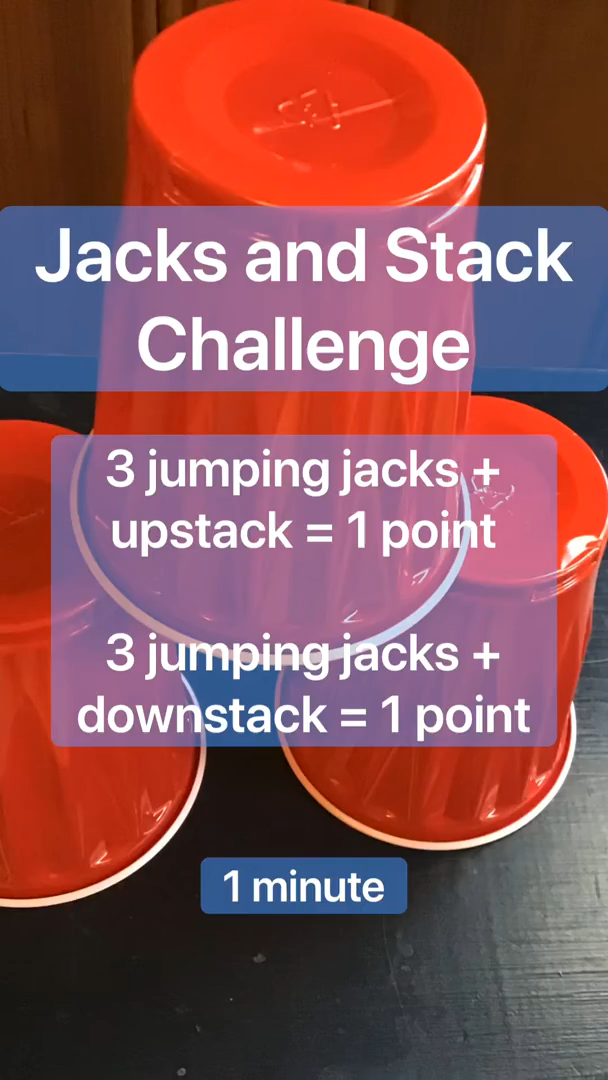 Jacks and Stack
Challenge
3 jumping jacks +
upstack = 1 point
3 jumping jacks +
downstack = 1 point
1 minute